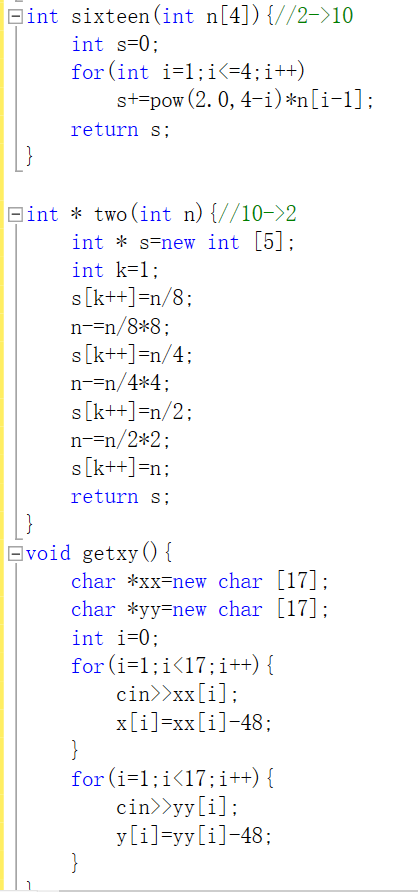 int sixteen(int n[4]){//2->10
    int s=0;
    for(int i=1;i<=4;i++)
        s+=pow(2.0,4-i)*n[i-1];
    return s;
}
int * two(int n){//10->2
    int * s=new int [5];
    int k=1;
    s[k++]=n/8;
    n-=n/8*8;
    s[k++]=n/4;
    n-=n/4*4;
    s[k++]=n/2;
    n-=n/2*2;
    s[k++]=n;
    return s;
}
void getxy(){
    char *xx=new char [17];
    char *yy=new char [17];
    int i=0;
    for(i=1;i<17;i++){
        cin>>xx[i];
        x[i]=xx[i]-48;
    }
    for(i=1;i<17;i++){
        cin>>yy[i];
        y[i]=yy[i]-48;
    }
}